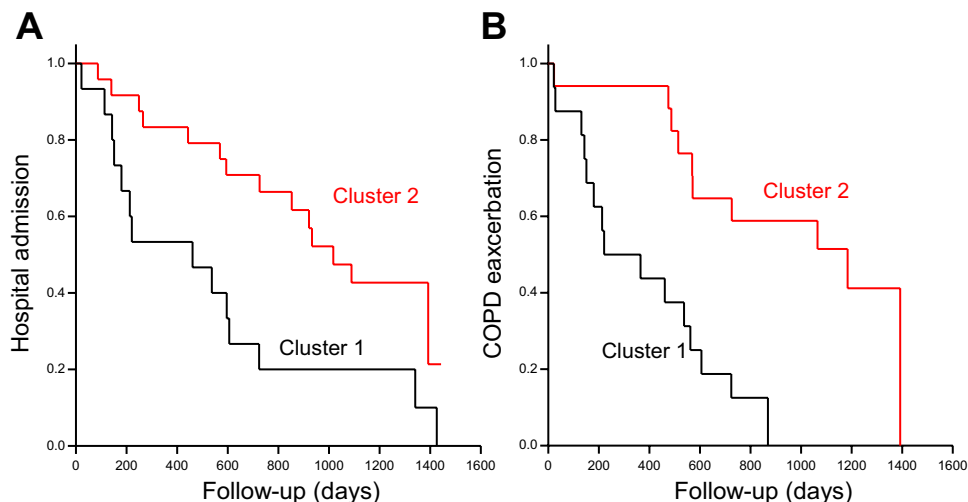 A
Hospital admission
1.0
0.8
0.6
0.4
0.2
0.0
Cluster 2
Cluster 1
0 200 400 600 800 1000 1200 1400 1600
Follow-up (days)
B
COPD eaxcerbation
1.0
0.8
0.6
0.4
0.2
0.0
Cluster 2
Cluster 1
0 200 400 600 800 1000 1200 1400 1600
Follow-up (days)